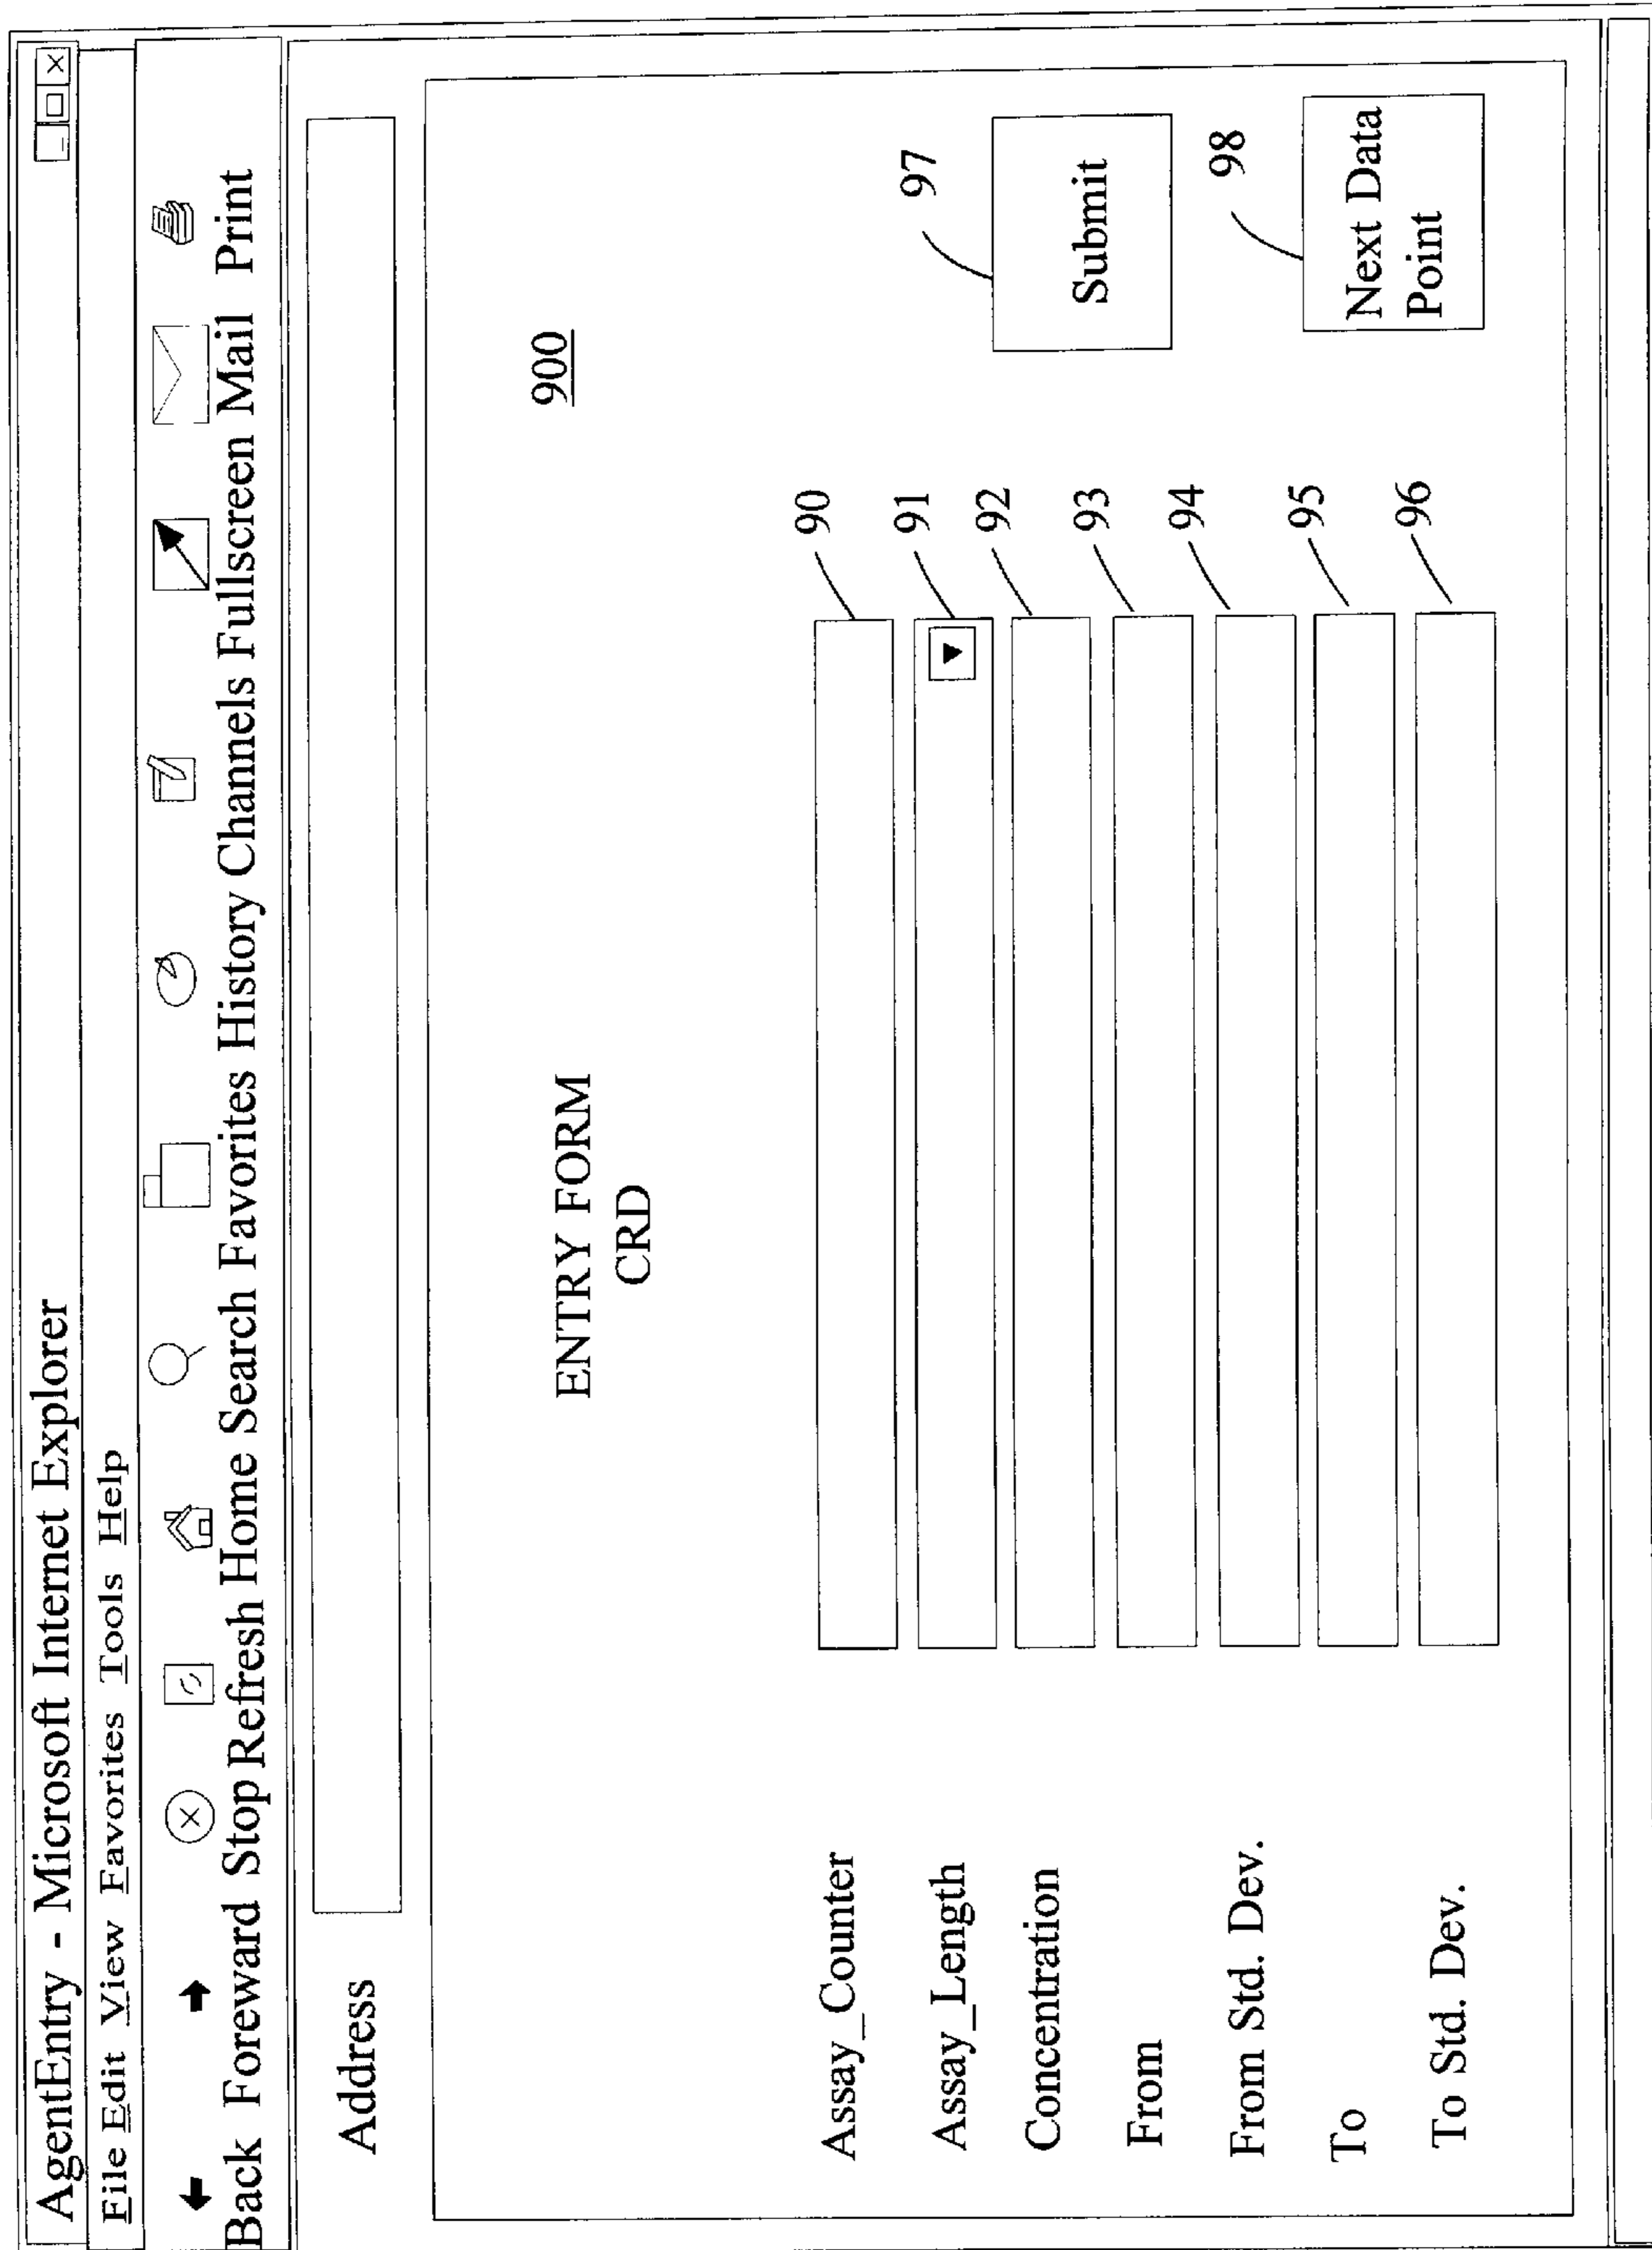 AgentEntry - Microsoft Internet Explorer
File Edit View Favorites Tools Help
Back Foreward Stop Refresh Home Search Favorites History Channels Fullscreen Mail Print
Address
900
ENTRY FORM
CRD
Assay_Counter 90
Assay_Length 91
Concentration 92
From 93
From Std. Dev. 94
To 95
To Std. Dev. 96
97
Submit
98
Next Data
Point